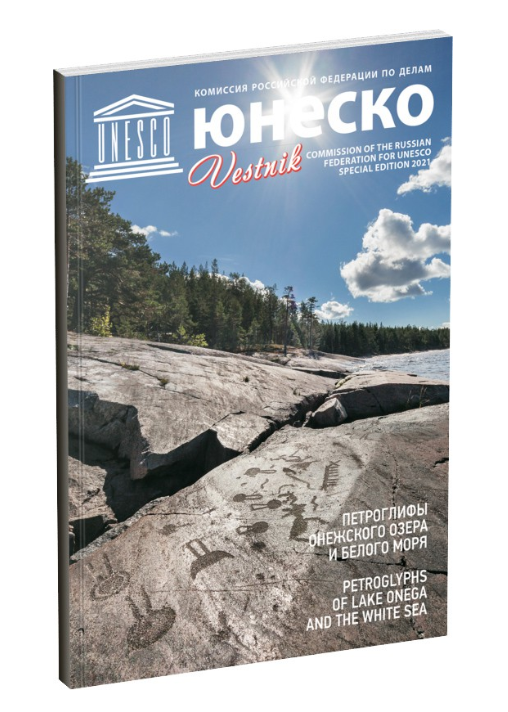 КОМИССИЯ РОССИЙСКОЙ ФЕДЕРАЦИИ ПО ДЕЛАМ
UNESCO
ЮНеСКО
Vestnik
COMMISSION OF THE RUSSIAN
FEDERATION FOR UNESCO
SPECIAL EDITION 2021
ПЕТРОГЛИФЫ
ОНЕЖСКОГО ОЗЕРА
И БЕЛОГО МОРЯ
PETROGLYPHS
OF LAKE ONEGA
AND THE WHITE SEA